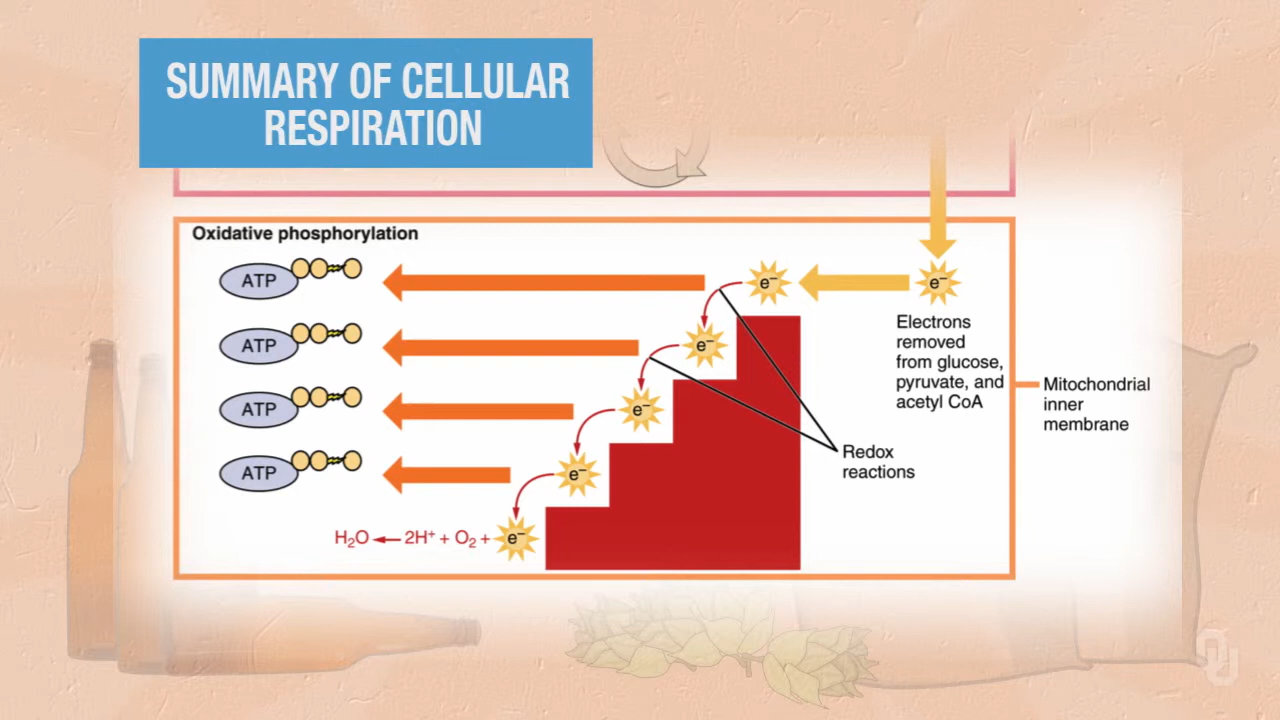 SUMMARY OF CELLULAR
RESPIRATION
Oxidative phosphorylation
ATP
e⁻
e⁻
Electrons
removed
from glucose,
pyruvate, and
acetyl CoA
ATP
e⁻
Mitochondrial
inner
membrane
ATP
e⁻
Redox
reactions
ATP
e⁻
H₂O ← 2H⁺ + O₂ + e⁻
OU